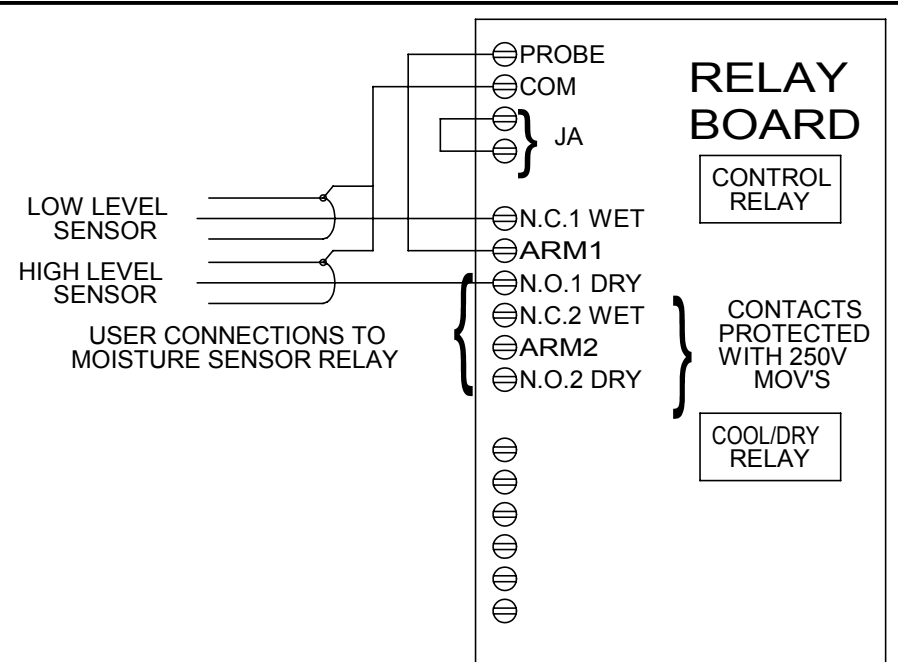 PROBE
COM
JA
RELAY
BOARD
CONTROL
RELAY
LOW LEVEL
SENSOR
N.C.1 WET
ARM1
HIGH LEVEL
SENSOR
N.O.1 DRY
N.C.2 WET
ARM2
N.O.2 DRY
USER CONNECTIONS TO
MOISTURE SENSOR RELAY
CONTACTS
PROTECTED
WITH 250V
MOV'S
COOL/DRY
RELAY